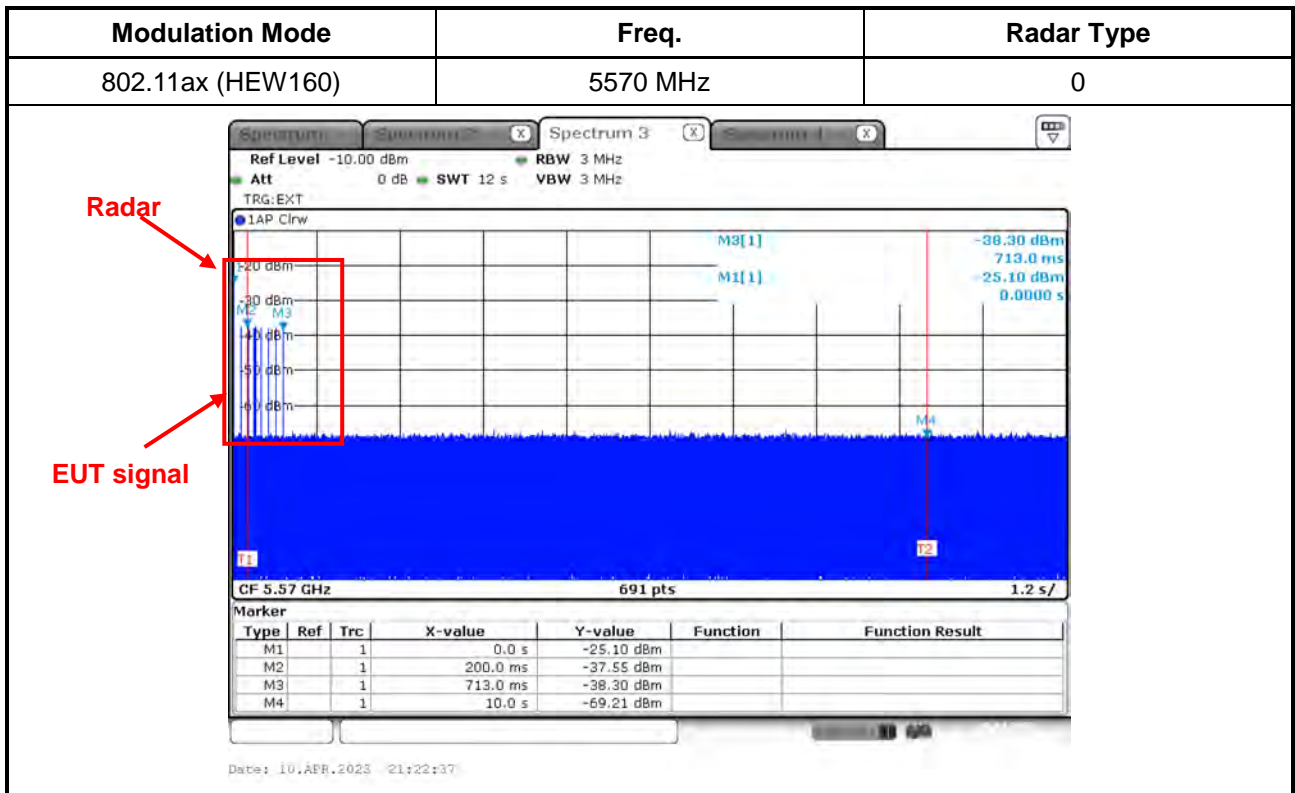 Modulation Mode Freq. Radar Type
802.11ax (HEW160) 5570 MHz 0
Spectrum Spectrum 2 X Spectrum 3 X Spectrum 4 X
Ref Level -10.00 dBm RBW 3 MHz
Att 0 dB SWT 12 s VBW 3 MHz
TRG:EXT
1AP Clrw
Radar
M3[1] -38.30 dBm
713.0 ms
-20 dBm
M1[1] -25.10 dBm
0.0000 s
-30 dBm
M2 M3
-40 dBm
-50 dBm
-60 dBm
M4
EUT signal
T1 T2
CF 5.57 GHz 691 pts 1.2 s/
Marker
Type Ref Trc X-value Y-value Function Function Result
M1 1 0.0 s -25.10 dBm
M2 1 200.0 ms -37.55 dBm
M3 1 713.0 ms -38.30 dBm
M4 1 10.0 s -69.21 dBm
Date: 10.APR.2023 21:22:37